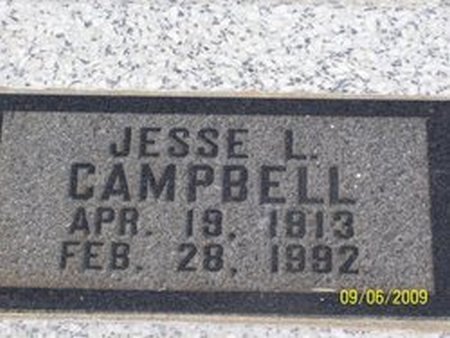 JESSE L.
CAMPBELL
APR. 19, 1913
FEB. 28, 1992
09/06/2009